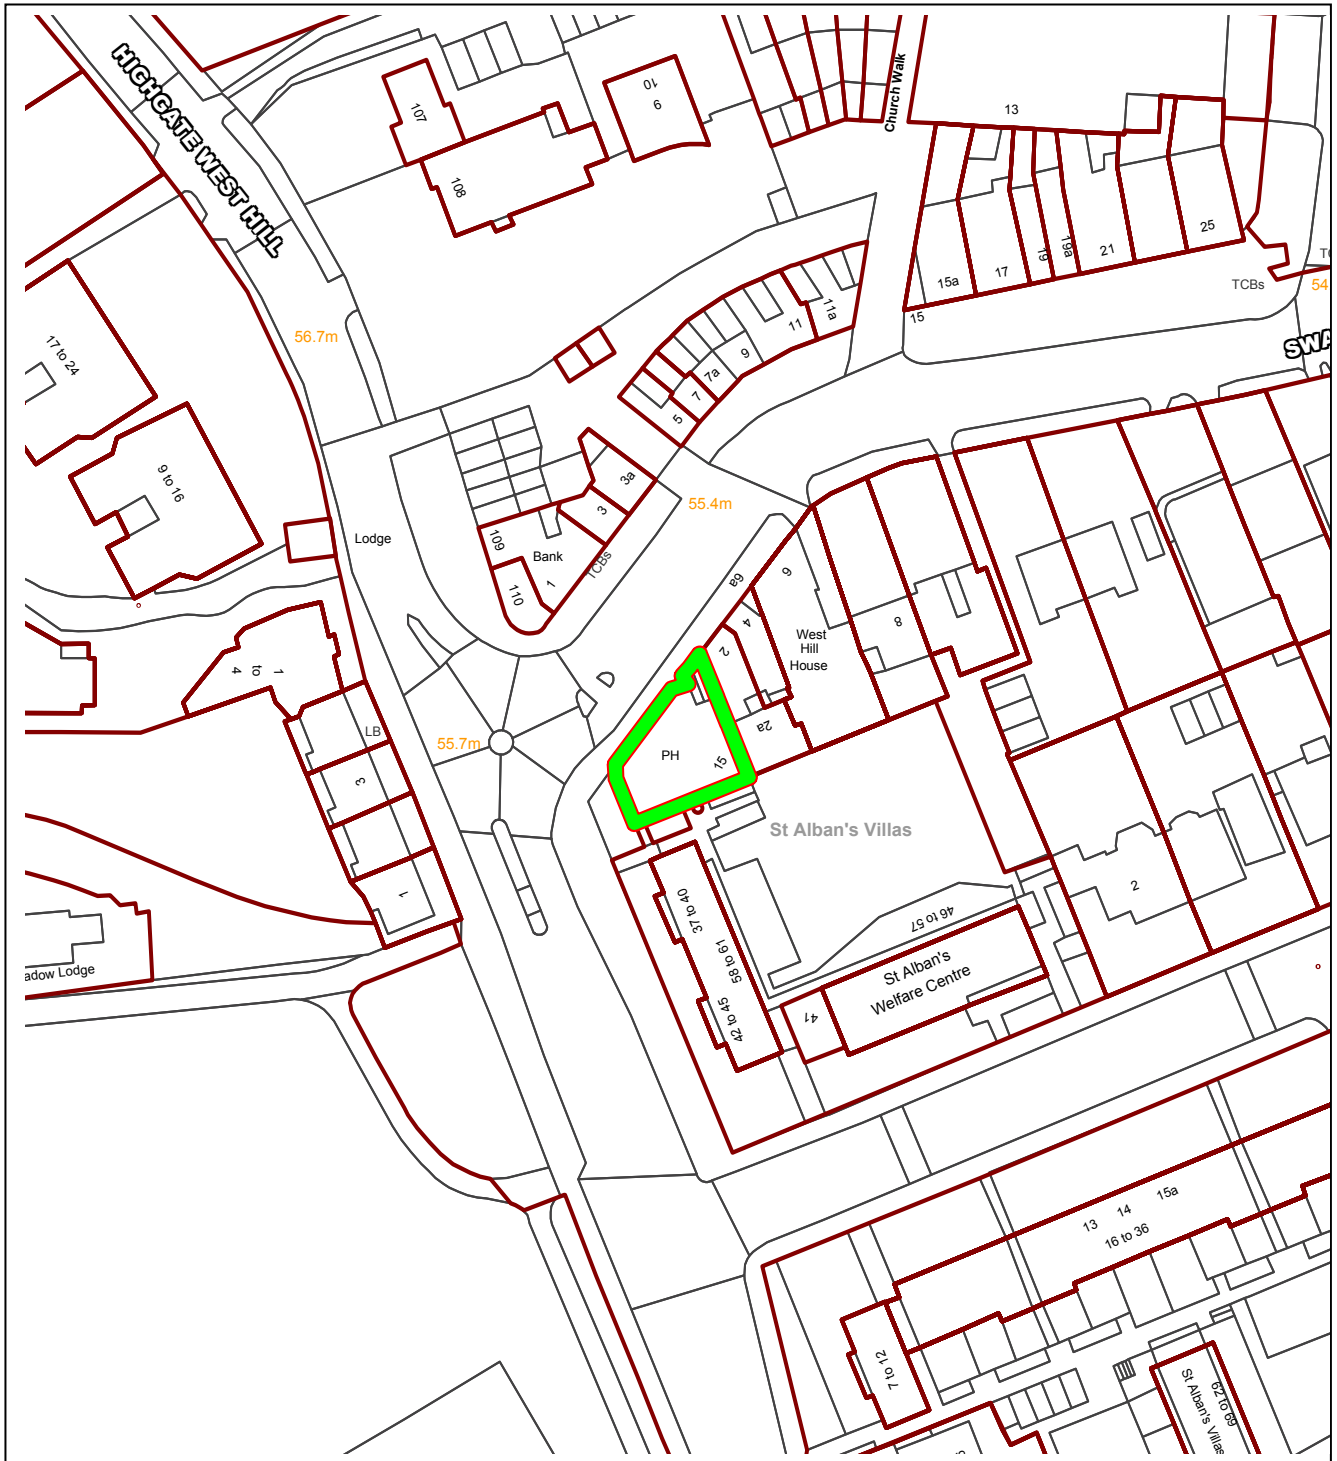 HIGHGATE WEST HILL
107
108
10
9
Church Walk
13
15a
17
19
19a
21
25
15
TCBs
54
SWA
17 to 24
56.7m
11a
11
9
7a
7
5
9 to 16
3a
3
55.4m
Lodge
109
Bank
1
110
TCBs
6a
6
4
2
West
Hill
House
8
1
to
4
LB
3
55.7m
PH
15
2a
St Alban's Villas
1
2
37 to 40
58 to 61
42 to 45
46 to 57
St Alban's
Welfare Centre
41
adow Lodge
13
14
15a
16 to 36
7 to 12
62 to 69
St Alban's Villas